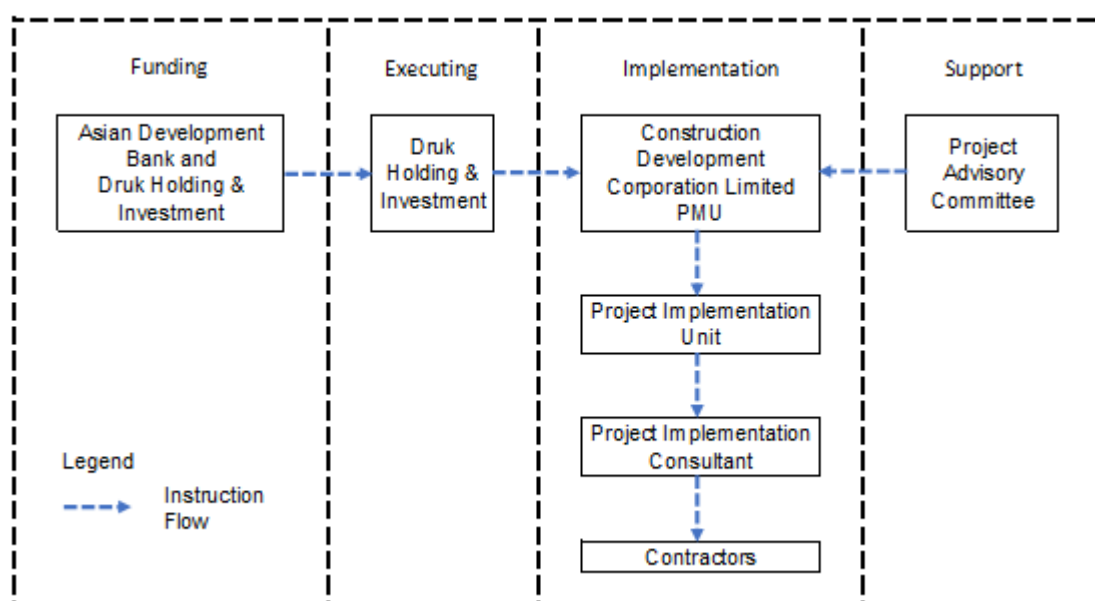 Funding
Executing
Implementation
Support
Asian Development
Bank and
Druk Holding &
Investment
Druk
Holding &
Investment
Construction
Development
Corporation Limited
PMU
Project
Advisory
Committee
Project Implementation
Unit
Project Implementation
Consultant
Contractors
Legend
Instruction
Flow